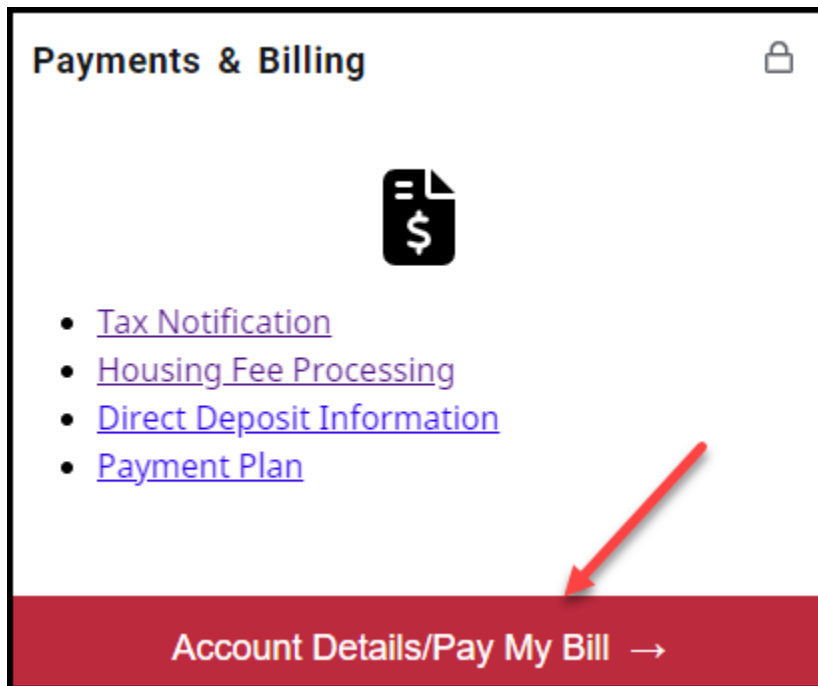 Payments & Billing
$
Tax Notification
Housing Fee Processing
Direct Deposit Information
Payment Plan
Account Details/Pay My Bill →